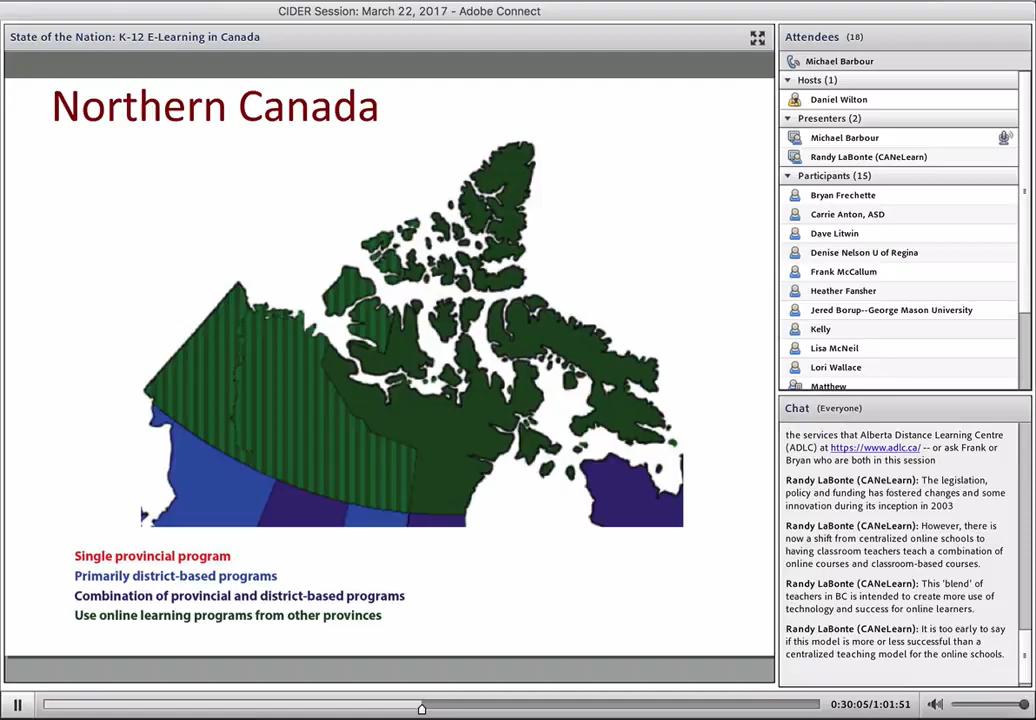 CIDER Session: March 22, 2017 - Adobe Connect
State of the Nation: K-12 E-Learning in Canada
Northern Canada
Single provincial program
Primarily district-based programs
Combination of provincial and district-based programs
Use online learning programs from other provinces
Attendees (18)
Michael Barbour
Hosts (1)
Daniel Wilton
Presenters (2)
Michael Barbour
Randy LaBonte (CANeLearn)
Participants (15)
Bryan Frechette
Carrie Anton, ASD
Dave Litwin
Denise Nelson U of Regina
Frank McCallum
Heather Fansher
Jered Borup--George Mason University
Kelly
Lisa McNeil
Lori Wallace
Matthew
Chat (Everyone)
the services that Alberta Distance Learning Centre
(ADLC) at https://www.adlc.ca/ -- or ask Frank or
Bryan who are both in this session
Randy LaBonte (CANeLearn): The legislation,
policy and funding has fostered changes and some
innovation during its inception in 2003
Randy LaBonte (CANeLearn): However, there is
now a shift from centralized online schools to
having classroom teachers teach a combination of
online courses and classroom-based courses.
Randy LaBonte (CANeLearn): This 'blend' of
teachers in BC is intended to create more use of
technology and success for online learners.
Randy LaBonte (CANeLearn): It is too early to say
if this model is more or less successful than a
centralized teaching model for the online schools.
0:30:05/1:01:51